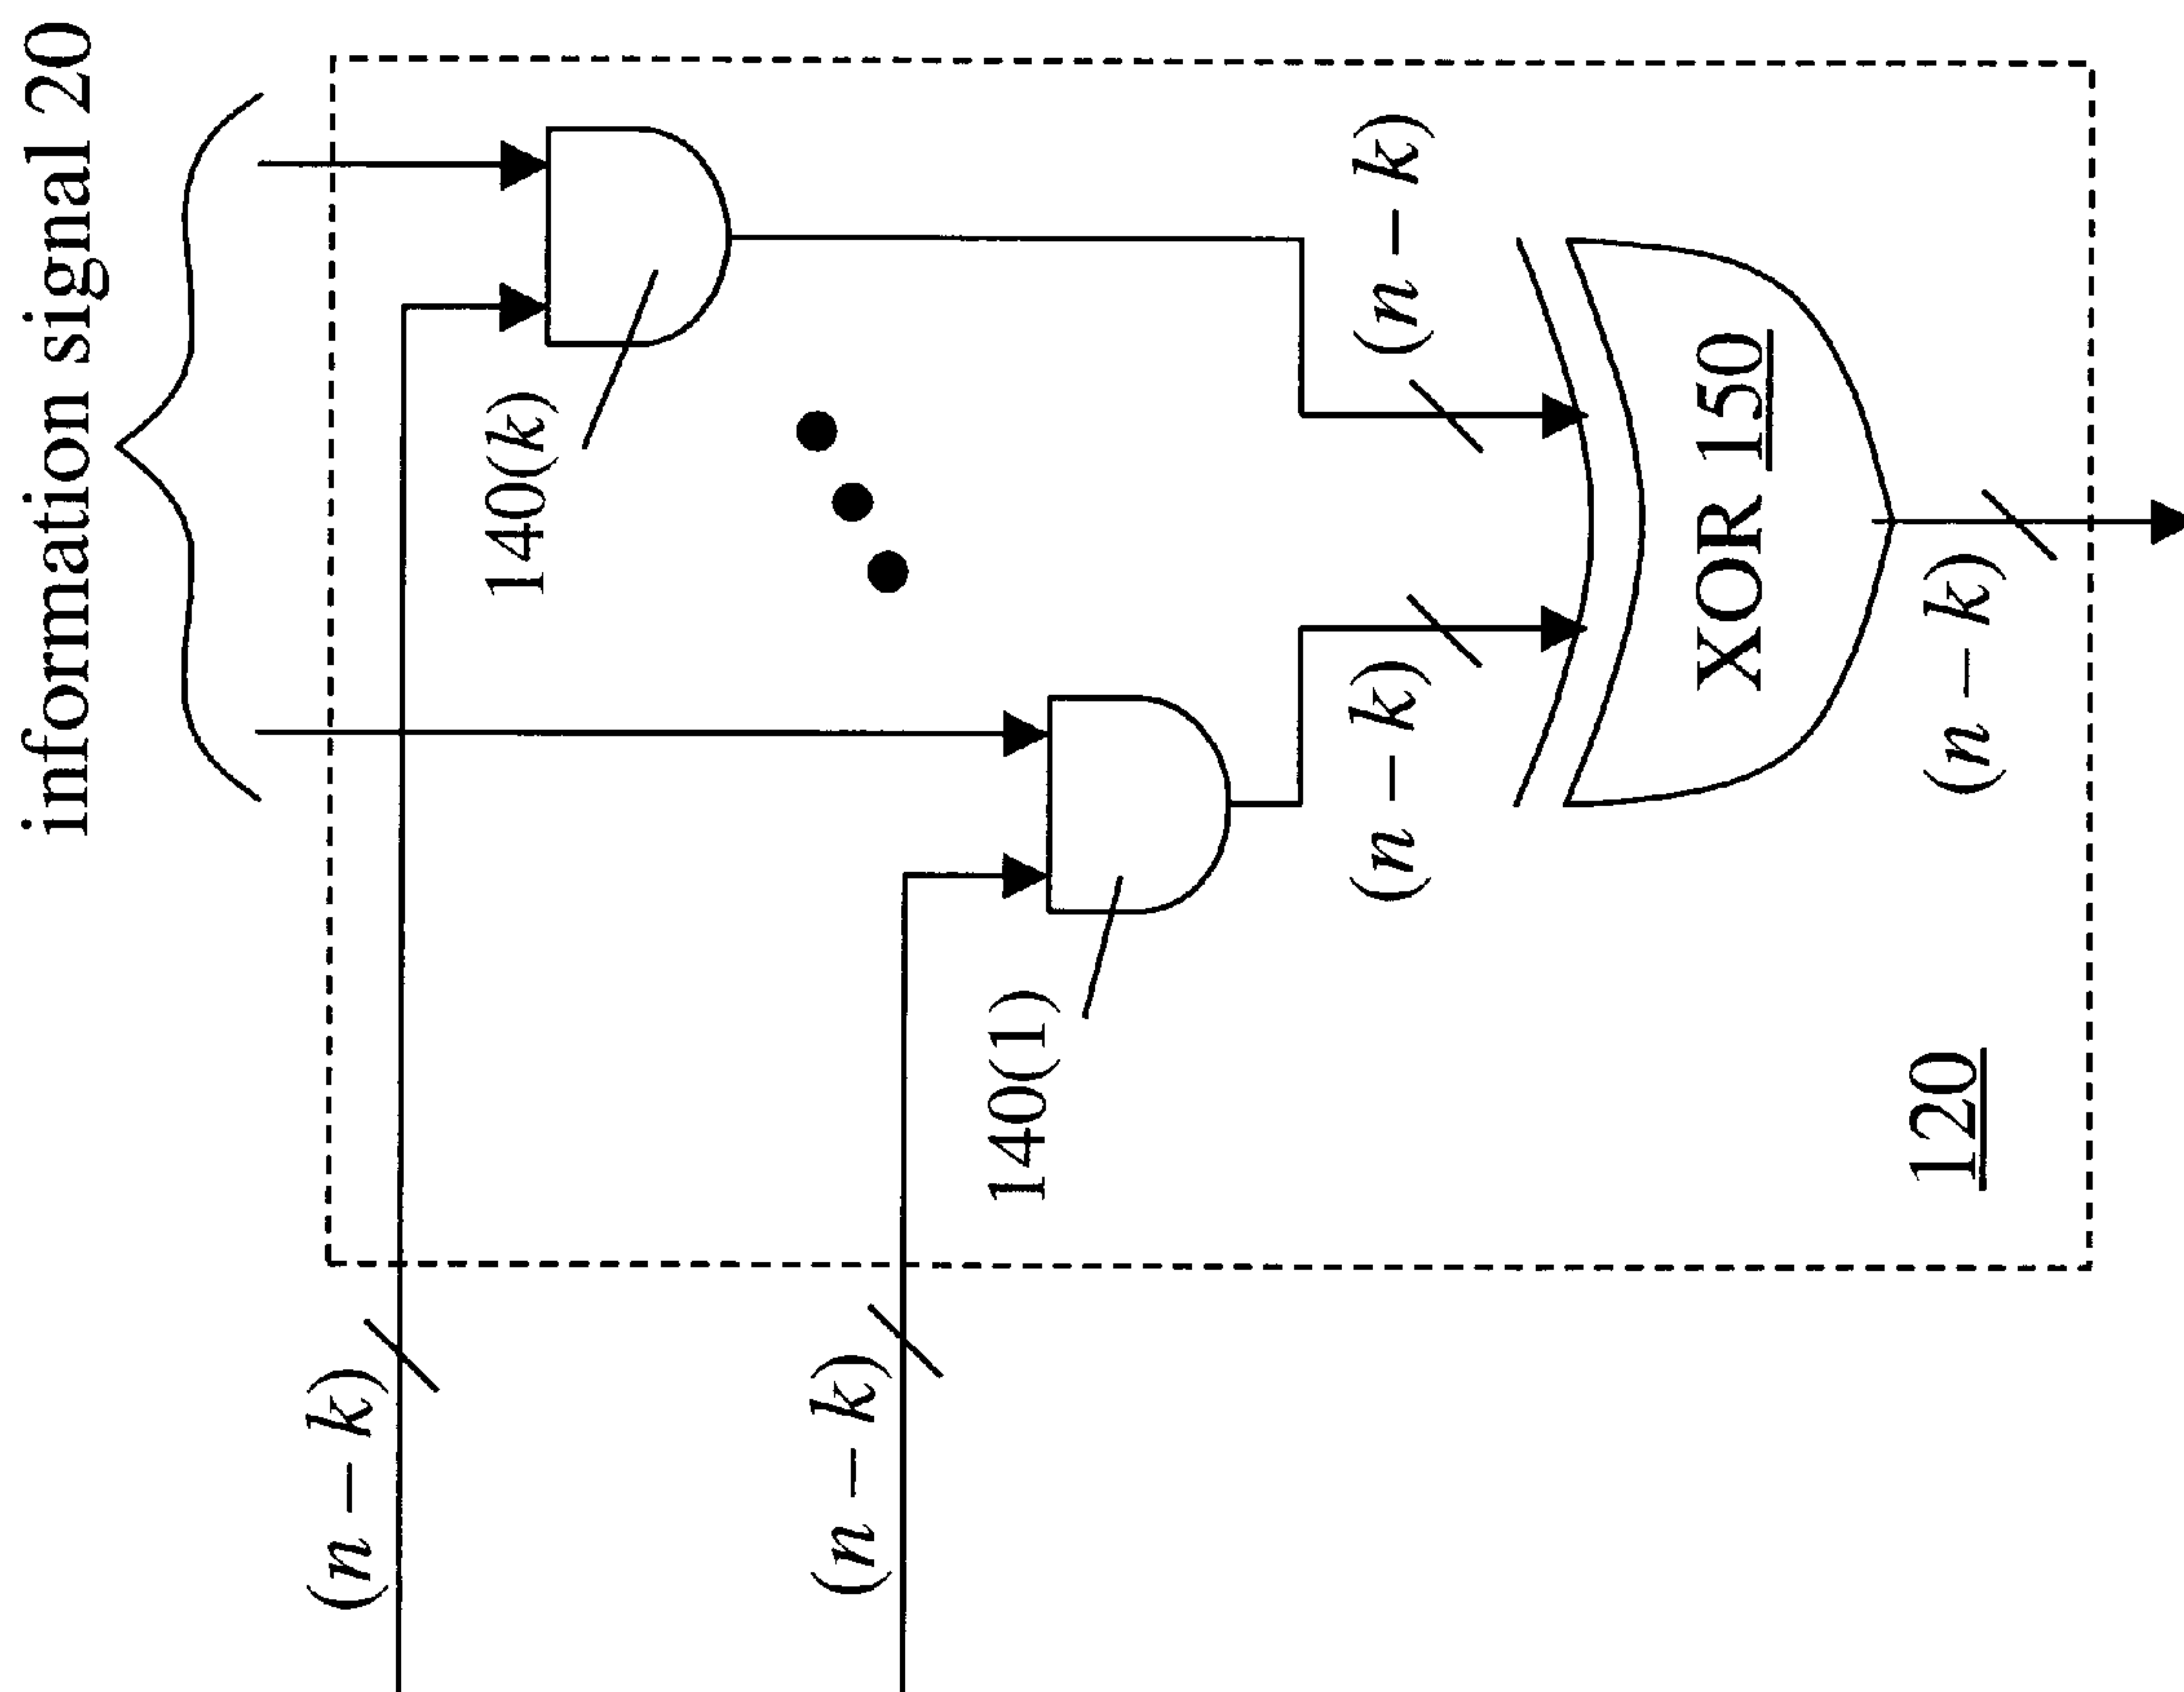 information signal 20
(n – k)
140(k)
(n – k)
140(1)
(n – k)
(n – k)
XOR 150
(n – k)
120